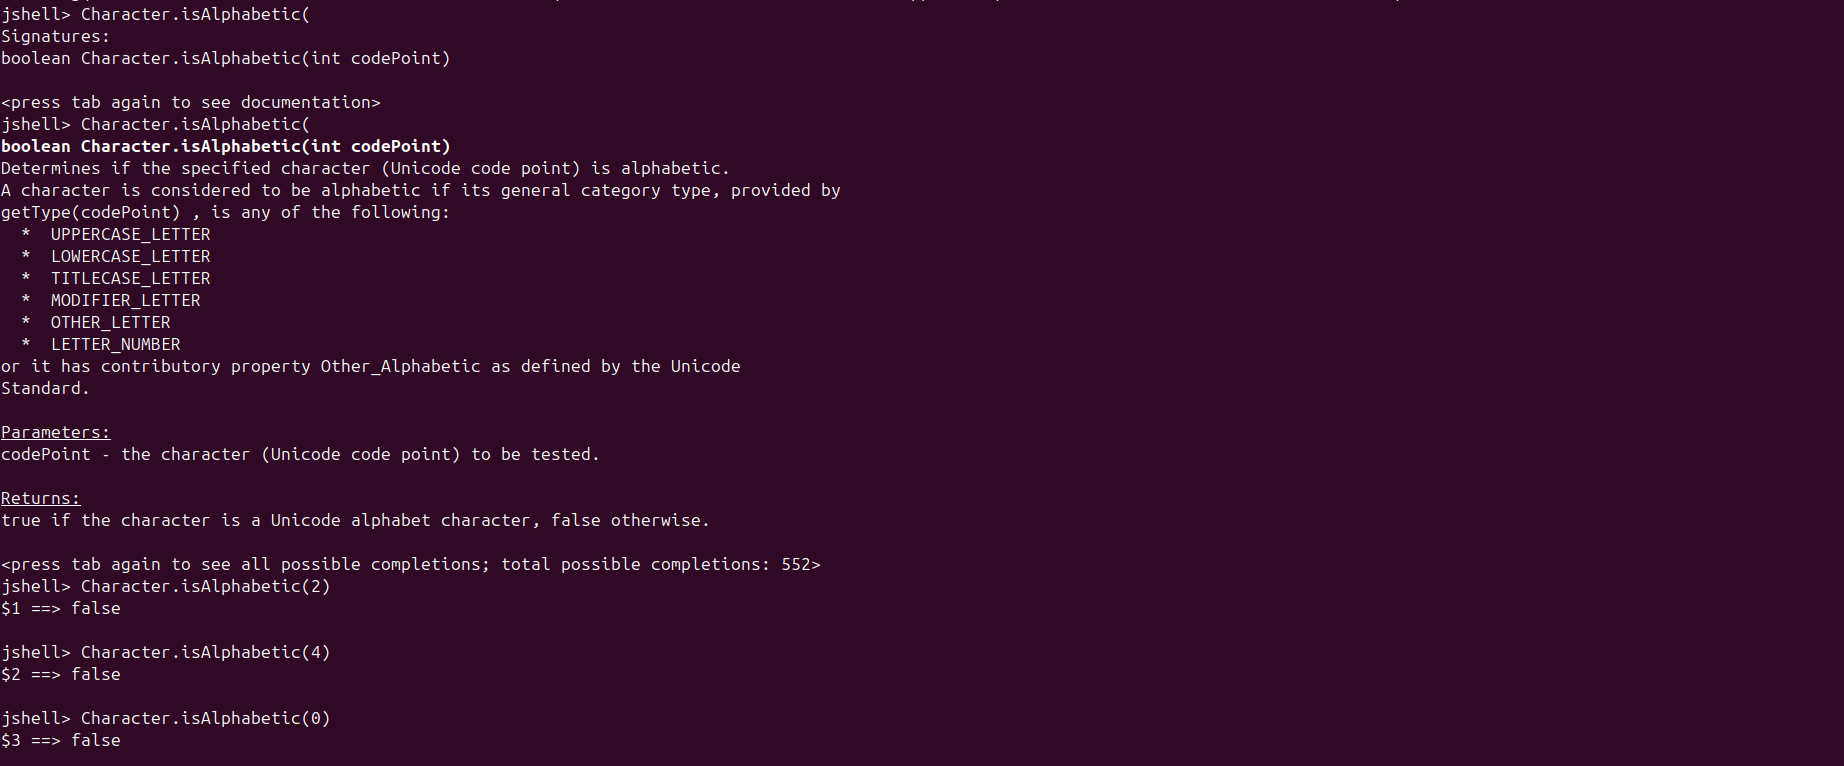 jshell> Character.isAlphabetic(
Signatures:
boolean Character.isAlphabetic(int codePoint)
<press tab again to see documentation>
jshell> Character.isAlphabetic(
boolean Character.isAlphabetic(int codePoint)
Determines if the specified character (Unicode code point) is alphabetic.
A character is considered to be alphabetic if its general category type, provided by
getType(codePoint) , is any of the following:
  *  UPPERCASE_LETTER
  *  LOWERCASE_LETTER
  *  TITLECASE_LETTER
  *  MODIFIER_LETTER
  *  OTHER_LETTER
  *  LETTER_NUMBER
or it has contributory property Other_Alphabetic as defined by the Unicode
Standard.
Parameters:
codePoint - the character (Unicode code point) to be tested.
Returns:
true if the character is a Unicode alphabet character, false otherwise.
<press tab again to see all possible completions; total possible completions: 552>
jshell> Character.isAlphabetic(2)
$1 ==> false
jshell> Character.isAlphabetic(4)
$2 ==> false
jshell> Character.isAlphabetic(0)
$3 ==> false